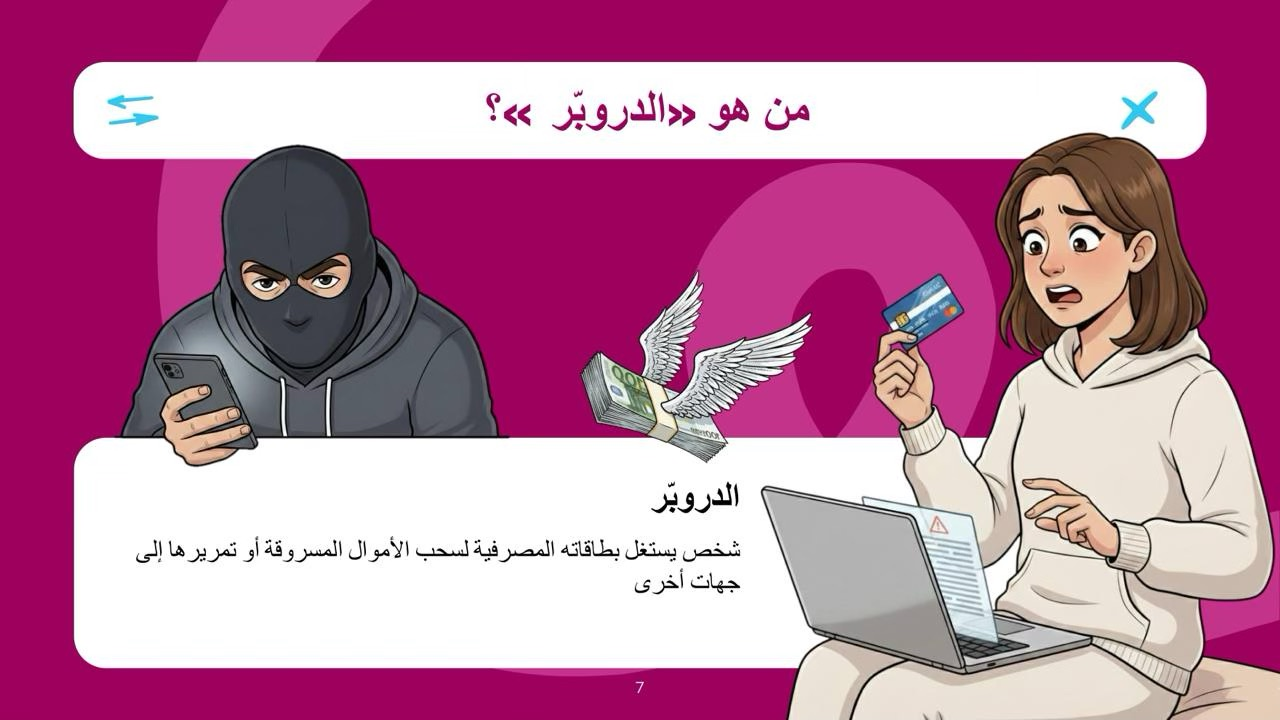 من هو «الدروبّر »؟
الدروبّر
شخص يستغل بطاقاته المصرفية لسحب الأموال المسروقة أو تمريرها إلى
جهات أخرى
7